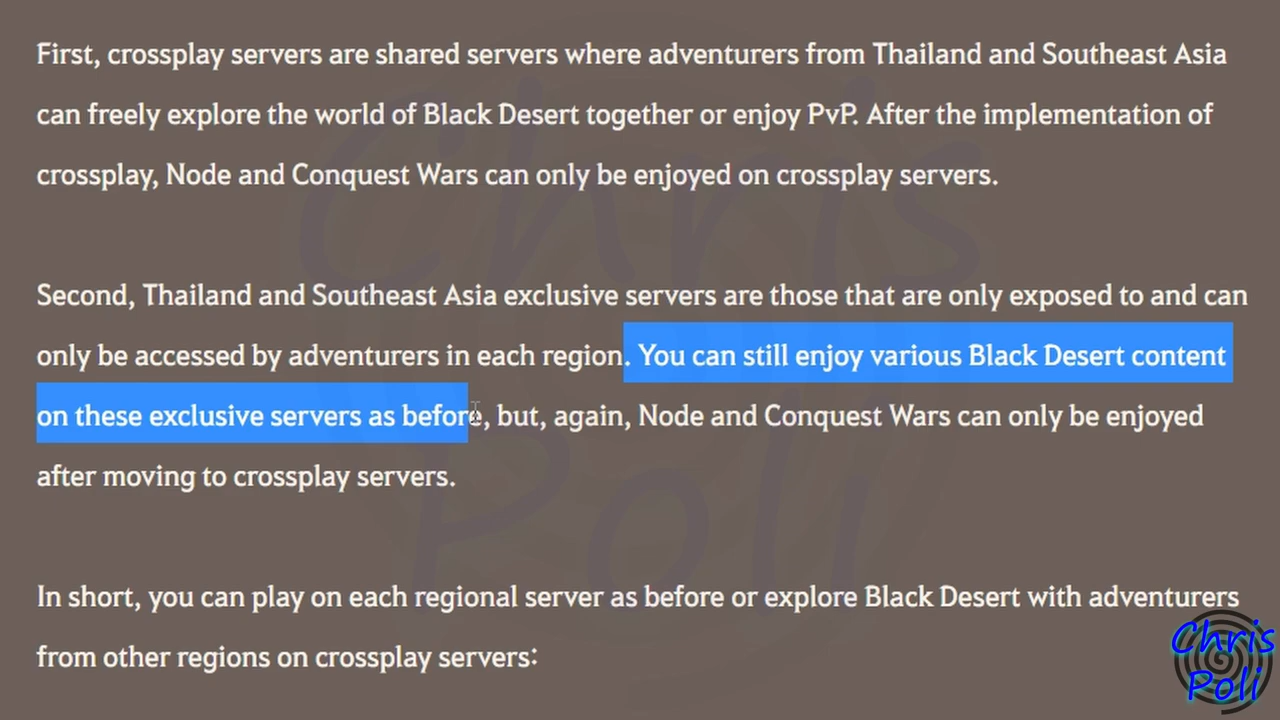 First, crossplay servers are shared servers where adventurers from Thailand and Southeast Asia
can freely explore the world of Black Desert together or enjoy PvP. After the implementation of
crossplay, Node and Conquest Wars can only be enjoyed on crossplay servers.
Second, Thailand and Southeast Asia exclusive servers are those that are only exposed to and can
only be accessed by adventurers in each region. You can still enjoy various Black Desert content
on these exclusive servers as before, but, again, Node and Conquest Wars can only be enjoyed
after moving to crossplay servers.
In short, you can play on each regional server as before or explore Black Desert with adventurers
from other regions on crossplay servers:
Chris
Poli
Chris
Poli